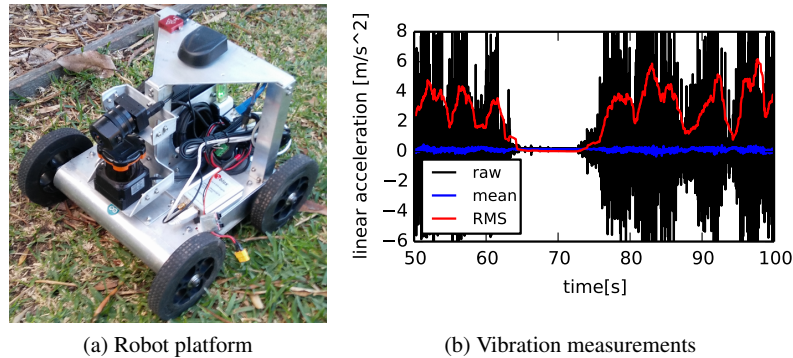 linear acceleration [m/s^2]
8
6
4
2
0
−2
−4
−6
raw
mean
RMS
50 60 70 80 90 100
time[s]
(a) Robot platform
(b) Vibration measurements